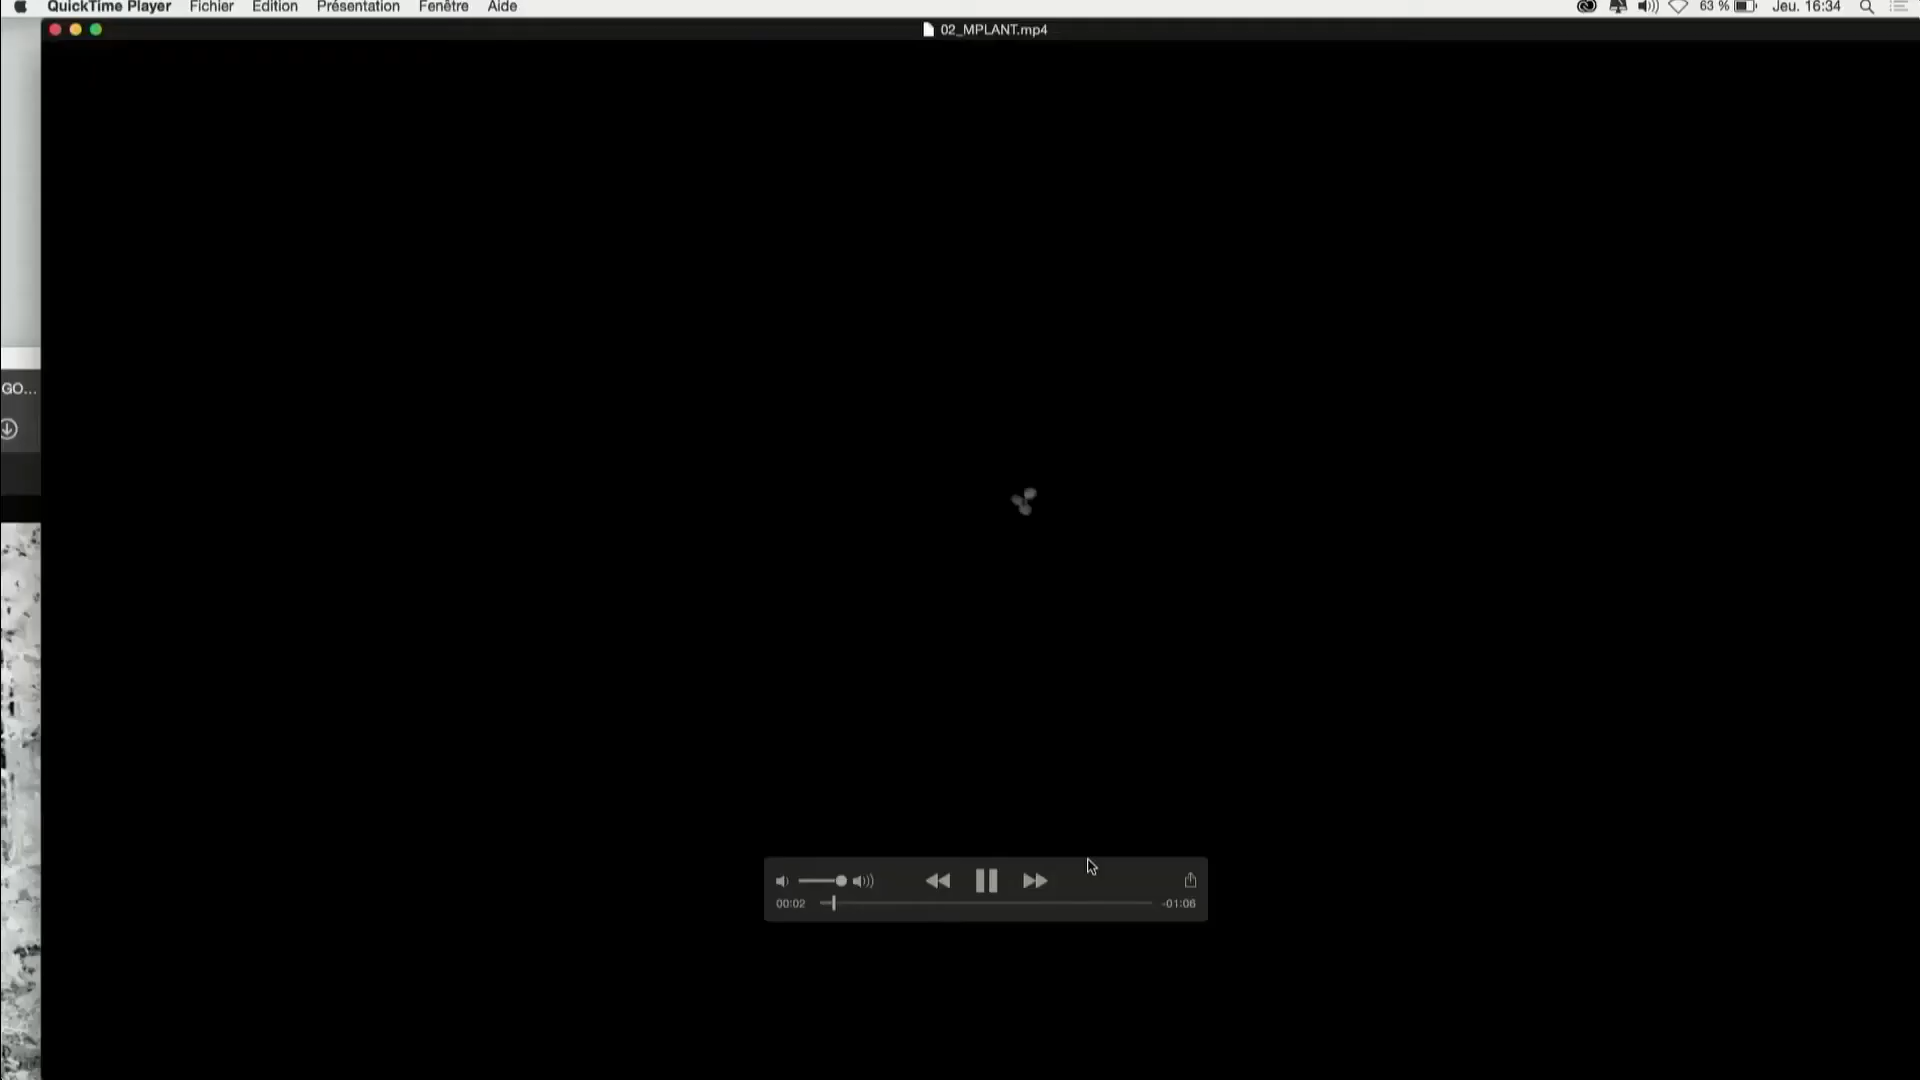 QuickTime Player Fichier Edition Présentation Fenêtre Aide
63 % Jeu. 16:34
02_MPLANT.mp4
GO...
00:02
-01:06